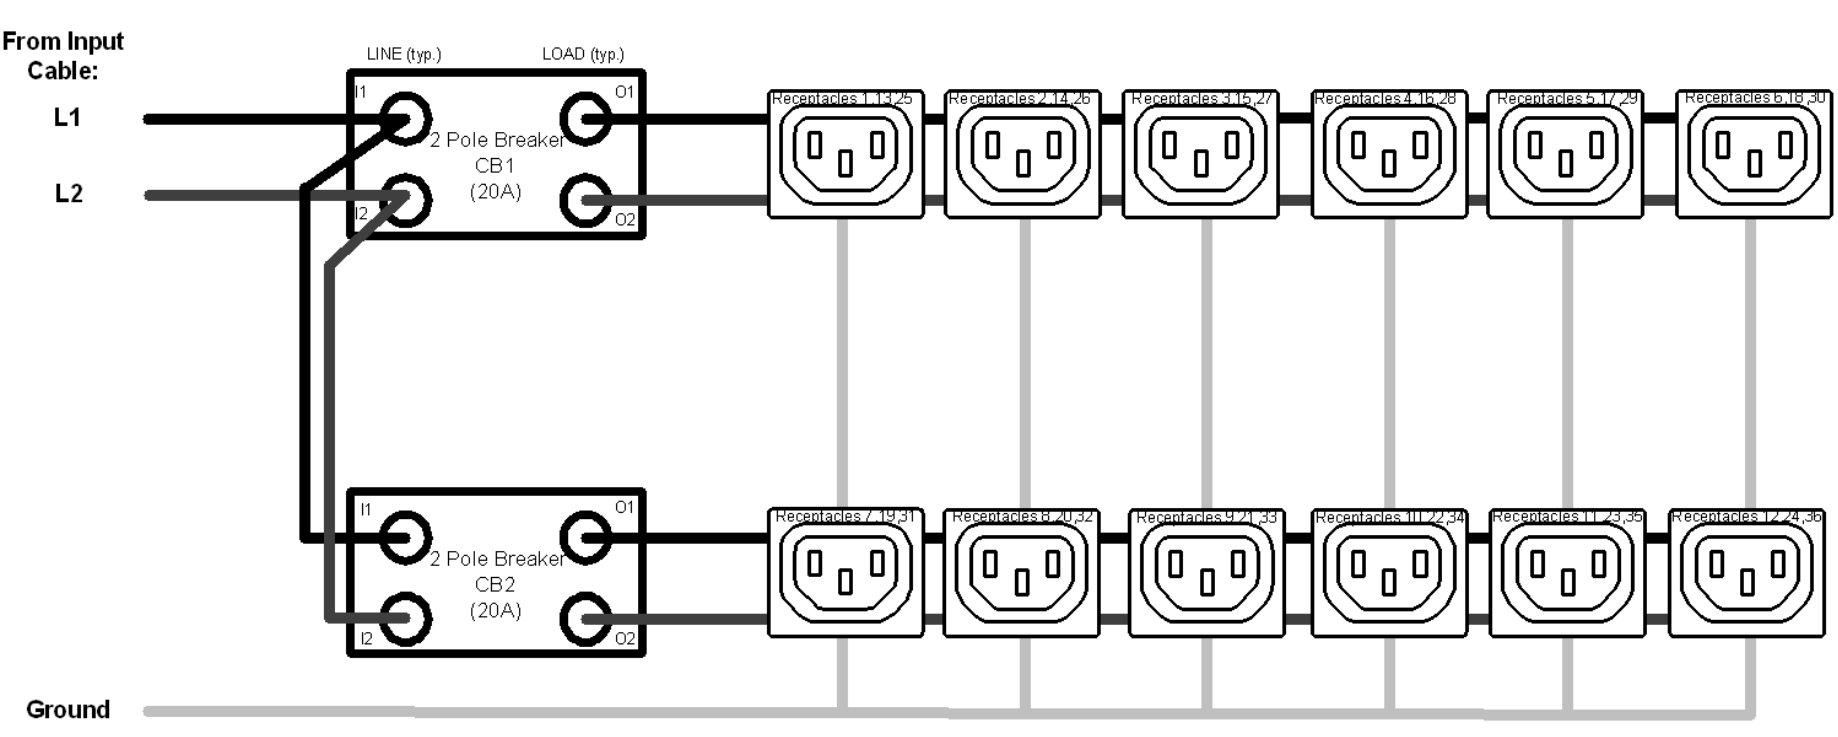 From Input
Cable:
LINE (typ.)
LOAD (typ.)
L1
I1
O1
2 Pole Breaker
CB1
(20A)
L2
I2
O2
Receptacles 1,13,25
Receptacles 2,14,26
Receptacles 3,15,27
Receptacles 4,16,28
Receptacles 5,17,29
Receptacles 6,18,30
I1
O1
2 Pole Breaker
CB2
(20A)
I2
O2
Receptacles 7,19,31
Receptacles 8,20,32
Receptacles 9,21,33
Receptacles 10,22,34
Receptacles 11,23,35
Receptacles 12,24,36
Ground